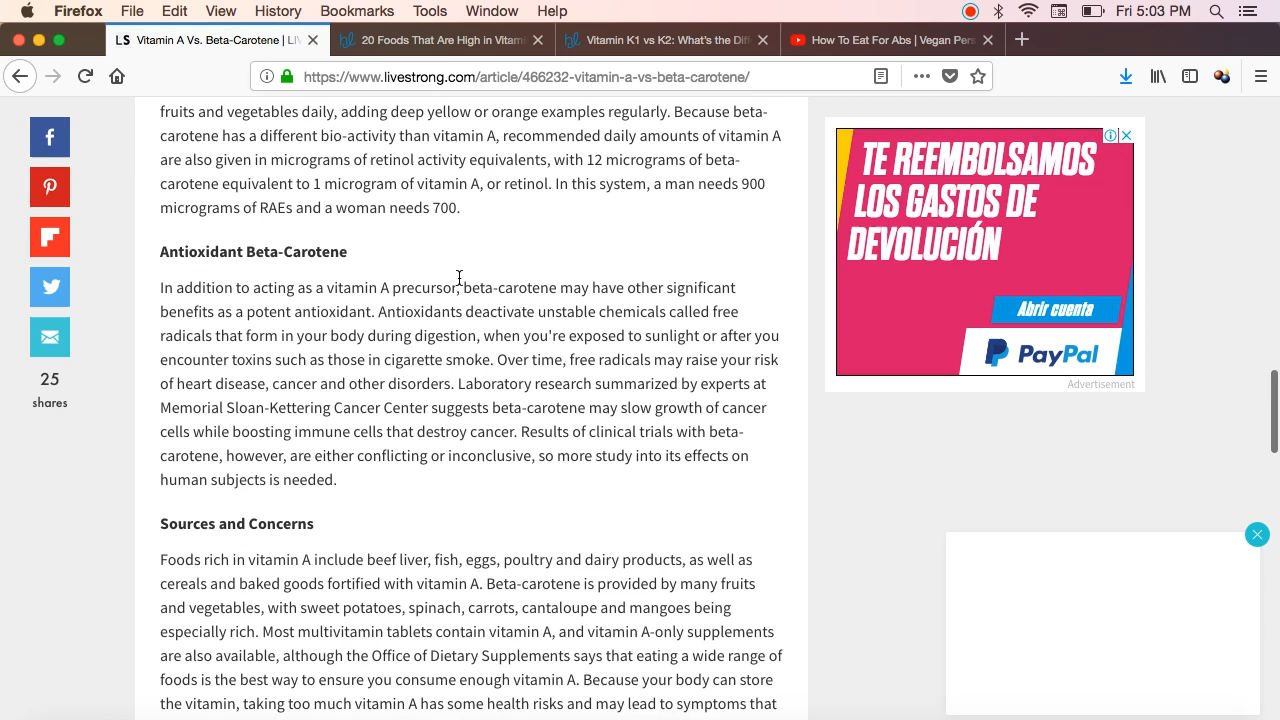 Firefox File Edit View History Bookmarks Tools Window Help Fri 5:03 PM
LS Vitamin A Vs. Beta-Carotene | LIV
20 Foods That Are High in Vitami
Vitamin K1 vs K2: What's the Diff
How To Eat For Abs | Vegan Pers
https://www.livestrong.com/article/466232-vitamin-a-vs-beta-carotene/
fruits and vegetables daily, adding deep yellow or orange examples regularly. Because beta-
carotene has a different bio-activity than vitamin A, recommended daily amounts of vitamin A
are also given in micrograms of retinol activity equivalents, with 12 micrograms of beta-
carotene equivalent to 1 microgram of vitamin A, or retinol. In this system, a man needs 900
micrograms of RAEs and a woman needs 700.
Antioxidant Beta-Carotene
In addition to acting as a vitamin A precursor, beta-carotene may have other significant
benefits as a potent antioxidant. Antioxidants deactivate unstable chemicals called free
radicals that form in your body during digestion, when you're exposed to sunlight or after you
encounter toxins such as those in cigarette smoke. Over time, free radicals may raise your risk
of heart disease, cancer and other disorders. Laboratory research summarized by experts at
Memorial Sloan-Kettering Cancer Center suggests beta-carotene may slow growth of cancer
cells while boosting immune cells that destroy cancer. Results of clinical trials with beta-
carotene, however, are either conflicting or inconclusive, so more study into its effects on
human subjects is needed.
Sources and Concerns
Foods rich in vitamin A include beef liver, fish, eggs, poultry and dairy products, as well as
cereals and baked goods fortified with vitamin A. Beta-carotene is provided by many fruits
and vegetables, with sweet potatoes, spinach, carrots, cantaloupe and mangoes being
especially rich. Most multivitamin tablets contain vitamin A, and vitamin A-only supplements
are also available, although the Office of Dietary Supplements says that eating a wide range of
foods is the best way to ensure you consume enough vitamin A. Because your body can store
the vitamin, taking too much vitamin A has some health risks and may lead to symptoms that
25
shares
TE REEMBOLSAMOS
LOS GASTOS DE
DEVOLUCIÓN
Abrir cuenta
PayPal
Advertisement